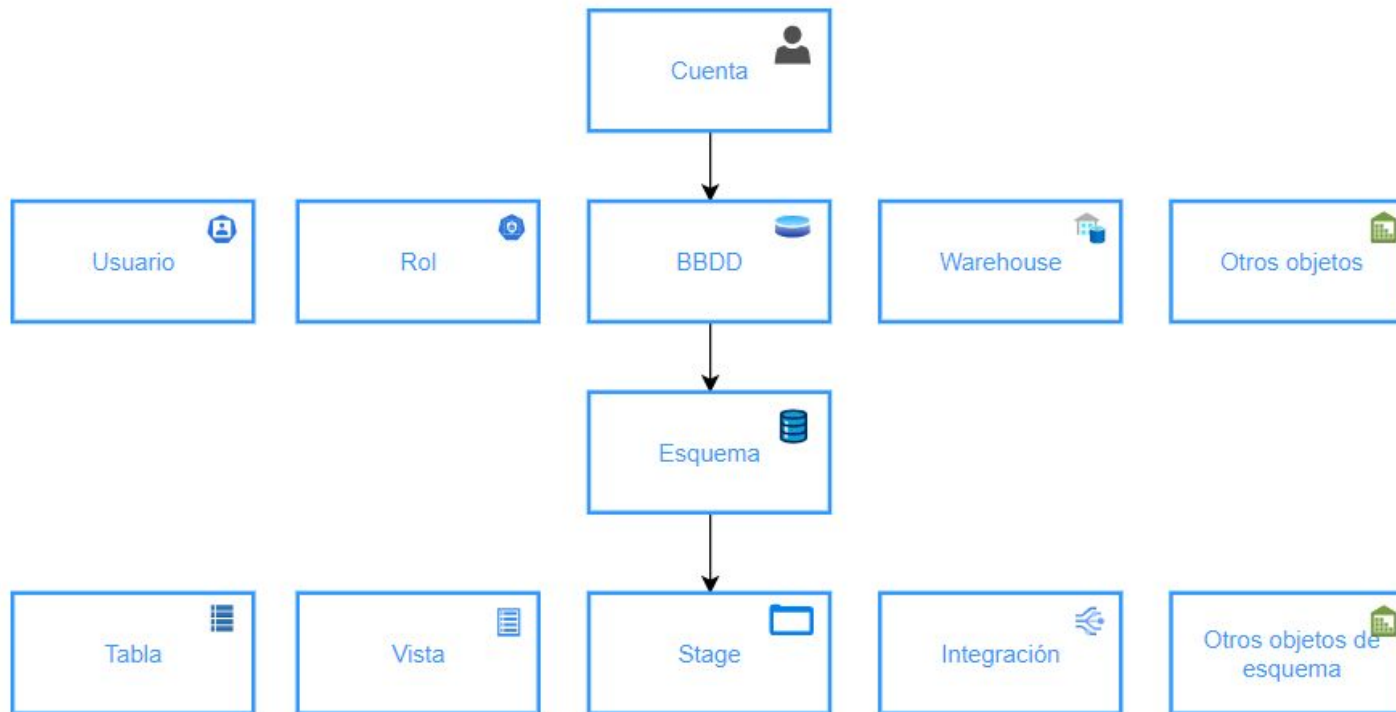 Cuenta
Usuario
Rol
BBDD
Warehouse
Otros objetos
Esquema
Tabla
Vista
Stage
Integración
Otros objetos de
esquema